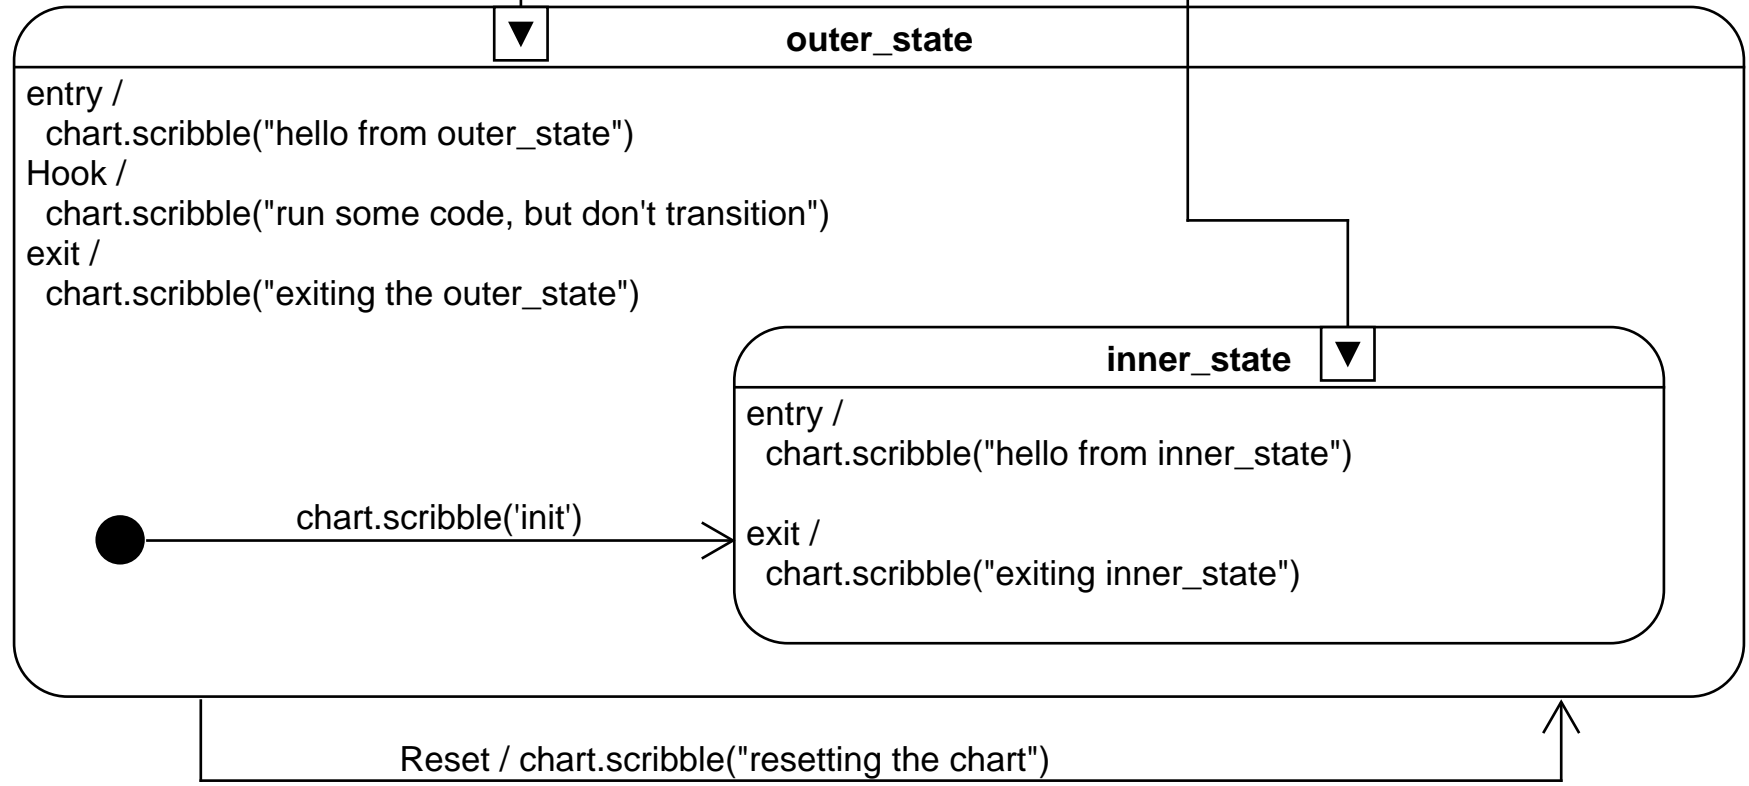 outer_state
entry /
chart.scribble("hello from outer_state")
Hook /
chart.scribble("run some code, but don't transition")
exit /
chart.scribble("exiting the outer_state")
inner_state
entry /
chart.scribble("hello from inner_state")
chart.scribble('init')
exit /
chart.scribble("exiting inner_state")
Reset / chart.scribble("resetting the chart")